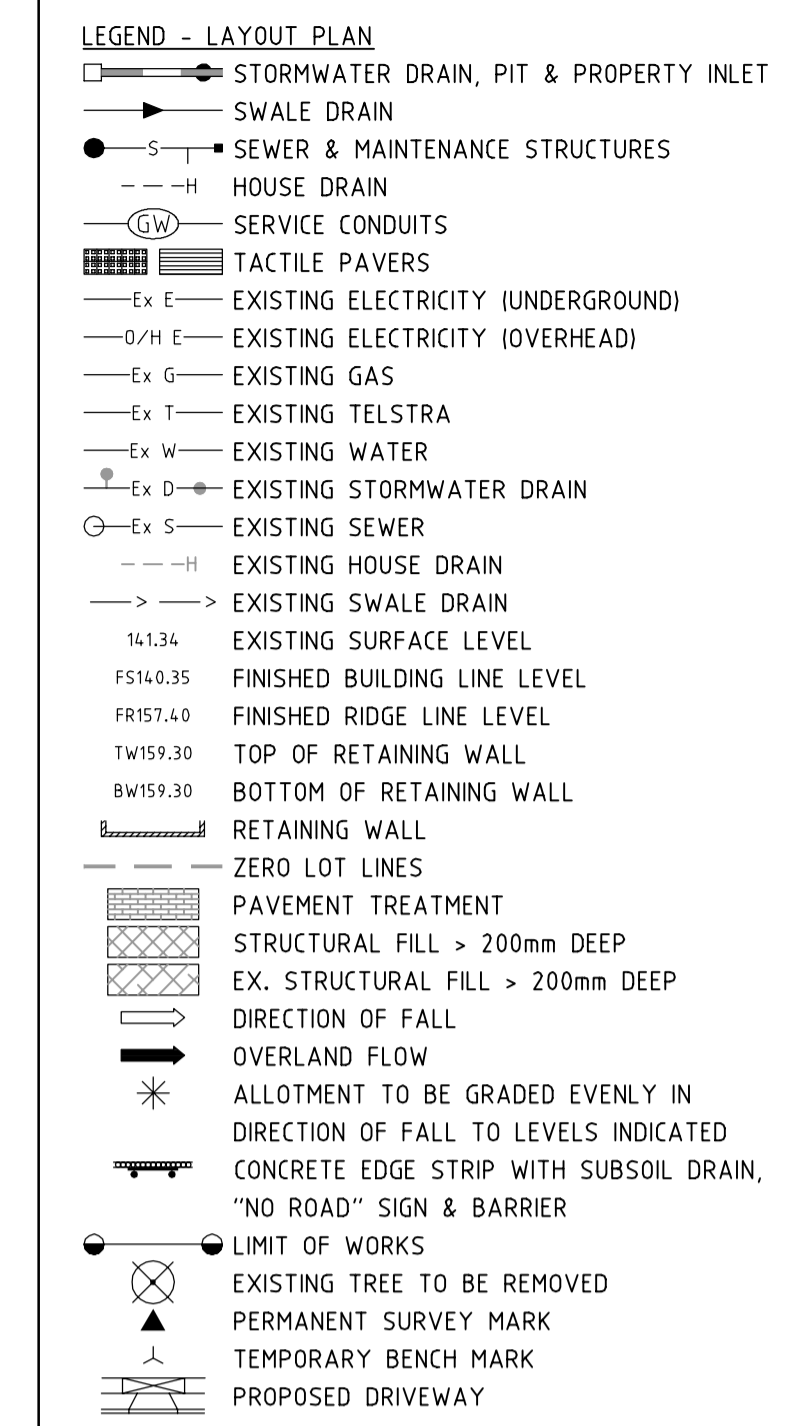 LEGEND - LAYOUT PLAN
STORMWATER DRAIN, PIT & PROPERTY INLET
SWALE DRAIN
S SEWER & MAINTENANCE STRUCTURES
H HOUSE DRAIN
GW SERVICE CONDUITS
TACTILE PAVERS
Ex E EXISTING ELECTRICITY (UNDERGROUND)
O/H E EXISTING ELECTRICITY (OVERHEAD)
Ex G EXISTING GAS
Ex T EXISTING TELSTRA
Ex W EXISTING WATER
Ex D EXISTING STORMWATER DRAIN
Ex S EXISTING SEWER
H EXISTING HOUSE DRAIN
> > EXISTING SWALE DRAIN
141.34 EXISTING SURFACE LEVEL
FS140.35 FINISHED BUILDING LINE LEVEL
FR157.40 FINISHED RIDGE LINE LEVEL
TW159.30 TOP OF RETAINING WALL
BW159.30 BOTTOM OF RETAINING WALL
RETAINING WALL
ZERO LOT LINES
PAVEMENT TREATMENT
STRUCTURAL FILL > 200mm DEEP
EX. STRUCTURAL FILL > 200mm DEEP
DIRECTION OF FALL
OVERLAND FLOW
ALLOTMENT TO BE GRADED EVENLY IN
DIRECTION OF FALL TO LEVELS INDICATED
CONCRETE EDGE STRIP WITH SUBSOIL DRAIN,
"NO ROAD" SIGN & BARRIER
LIMIT OF WORKS
EXISTING TREE TO BE REMOVED
PERMANENT SURVEY MARK
TEMPORARY BENCH MARK
PROPOSED DRIVEWAY